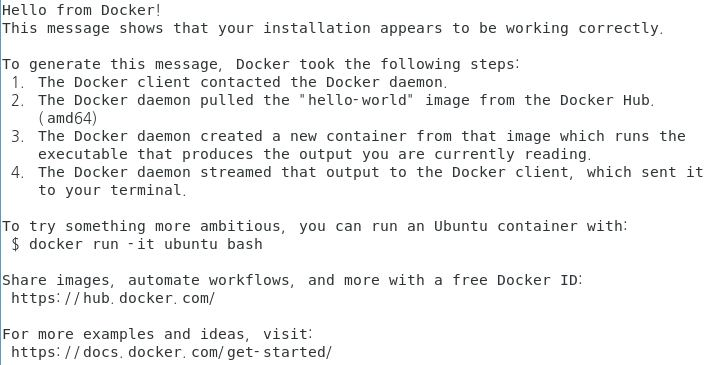 Hello from Docker!
This message shows that your installation appears to be working correctly.
To generate this message, Docker took the following steps:
1. The Docker client contacted the Docker daemon.
2. The Docker daemon pulled the "hello-world" image from the Docker Hub.
(amd64)
3. The Docker daemon created a new container from that image which runs the
executable that produces the output you are currently reading.
4. The Docker daemon streamed that output to the Docker client, which sent it
to your terminal.
To try something more ambitious, you can run an Ubuntu container with:
$ docker run -it ubuntu bash
Share images, automate workflows, and more with a free Docker ID:
https://hub.docker.com/
For more examples and ideas, visit:
https://docs.docker.com/get-started/